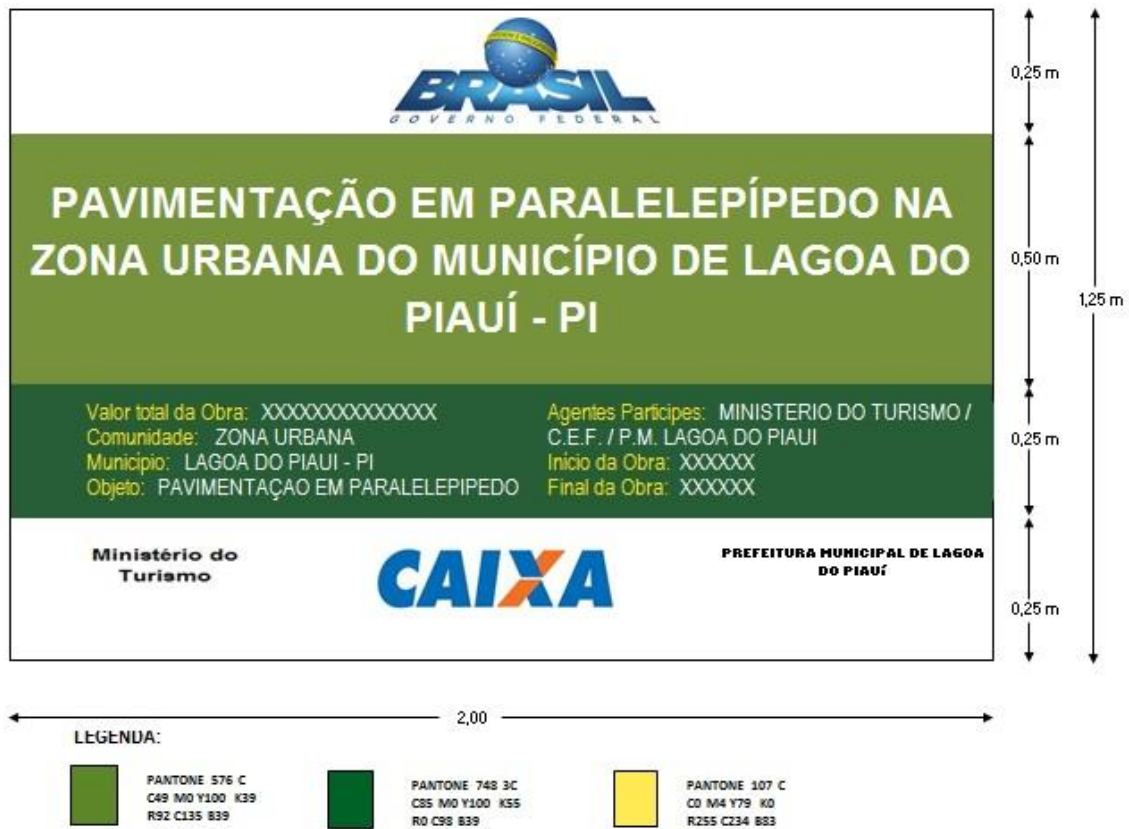 BRASIL
GOVERNO FEDERAL
0,25 m
PAVIMENTAÇÃO EM PARALELEPÍPEDO NA
ZONA URBANA DO MUNICÍPIO DE LAGOA DO
PIAUÍ - PI
0,50 m
1,25 m
Valor total da Obra: XXXXXXXXXXXXXX
Comunidade: ZONA URBANA
Município: LAGOA DO PIAUI - PI
Objeto: PAVIMENTAÇAO EM PARALELEPIPEDO
Agentes Participes: MINISTERIO DO TURISMO /
C.E.F. / P.M. LAGOA DO PIAUI
Início da Obra: XXXXXX
Final da Obra: XXXXXX
0,25 m
Ministério do
Turismo
CAIXA
PREFEITURA MUNICIPAL DE LAGOA
DO PIAUí
0,25 m
2,00
LEGENDA:
PANTONE 576 C
C49 M0 Y100 K39
R92 C135 B39
PANTONE 748 3C
C85 M0 Y100 K55
R0 C98 B39
PANTONE 107 C
C0 M4 Y79 K0
R255 C234 B83